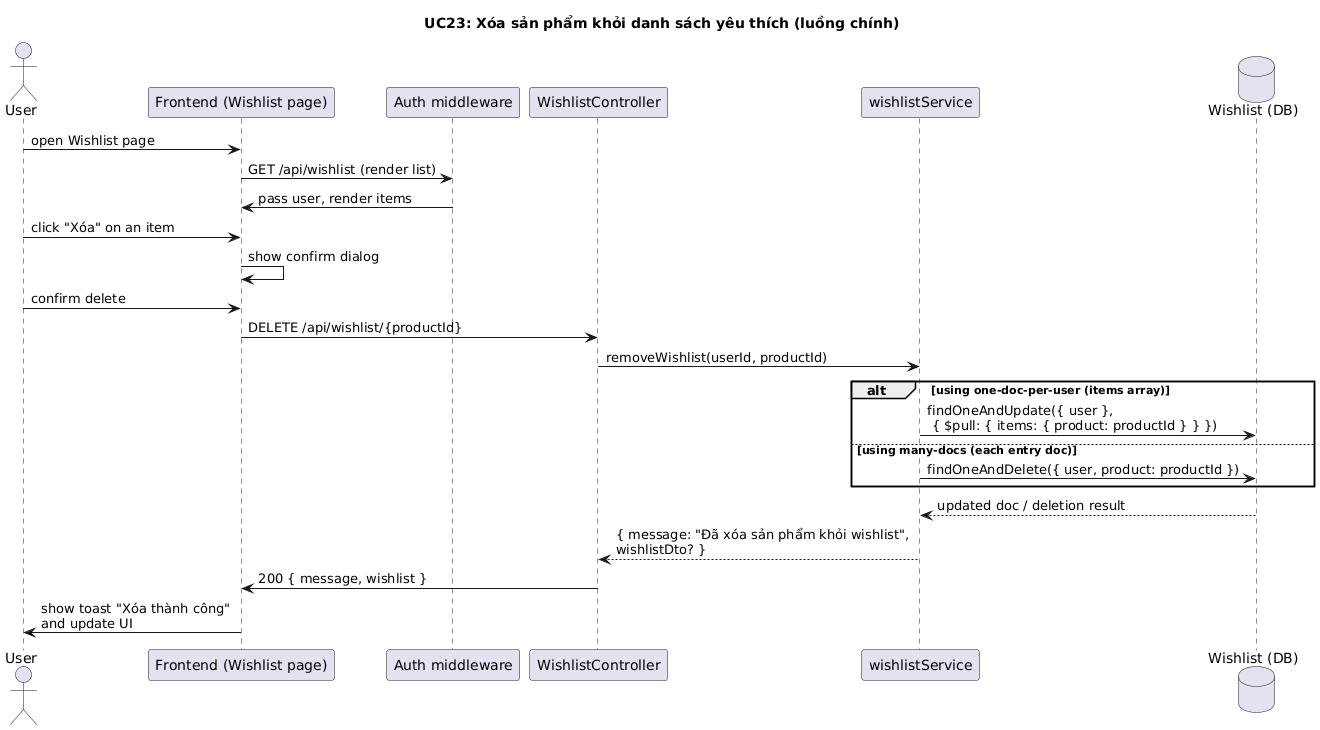 UC23: Xóa sản phẩm khỏi danh sách yêu thích (luồng chính)
User
Frontend (Wishlist page)
Auth middleware
WishlistController
wishlistService
Wishlist (DB)
open Wishlist page
GET /api/wishlist (render list)
pass user, render items
click "Xóa" on an item
show confirm dialog
confirm delete
DELETE /api/wishlist/{productId}
removeWishlist(userId, productId)
alt
[using one-doc-per-user (items array)]
findOneAndUpdate({ user },
{ $pull: { items: { product: productId } } })
[using many-docs (each entry doc)]
findOneAndDelete({ user, product: productId })
updated doc / deletion result
{ message: "Đã xóa sản phẩm khỏi wishlist",
wishlistDto? }
200 { message, wishlist }
show toast "Xóa thành công"
and update UI
User
Frontend (Wishlist page)
Auth middleware
WishlistController
wishlistService
Wishlist (DB)